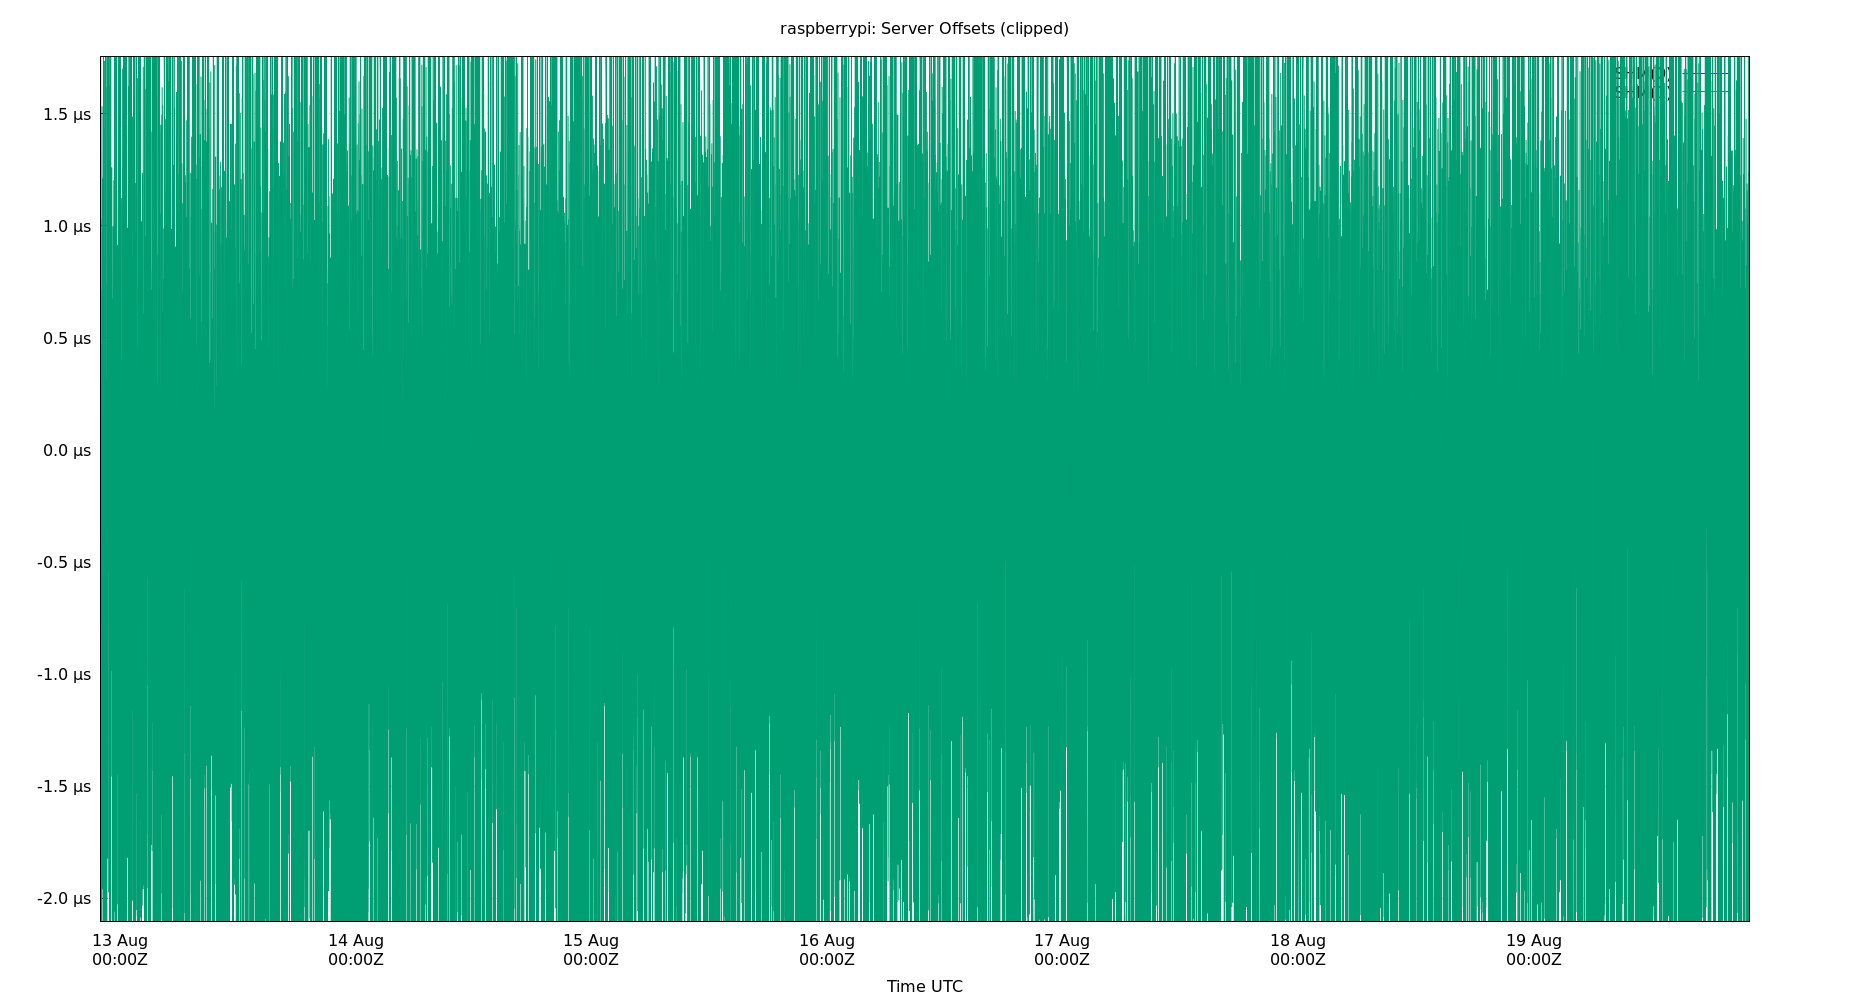 raspberrypi: Server Offsets (clipped)
1.5 µs
1.0 µs
0.5 µs
0.0 µs
-0.5 µs
-1.0 µs
-1.5 µs
-2.0 µs
13 Aug 14 Aug 15 Aug 16 Aug 17 Aug 18 Aug 19 Aug
00:00Z 00:00Z 00:00Z 00:00Z 00:00Z 00:00Z 00:00Z
Time UTC